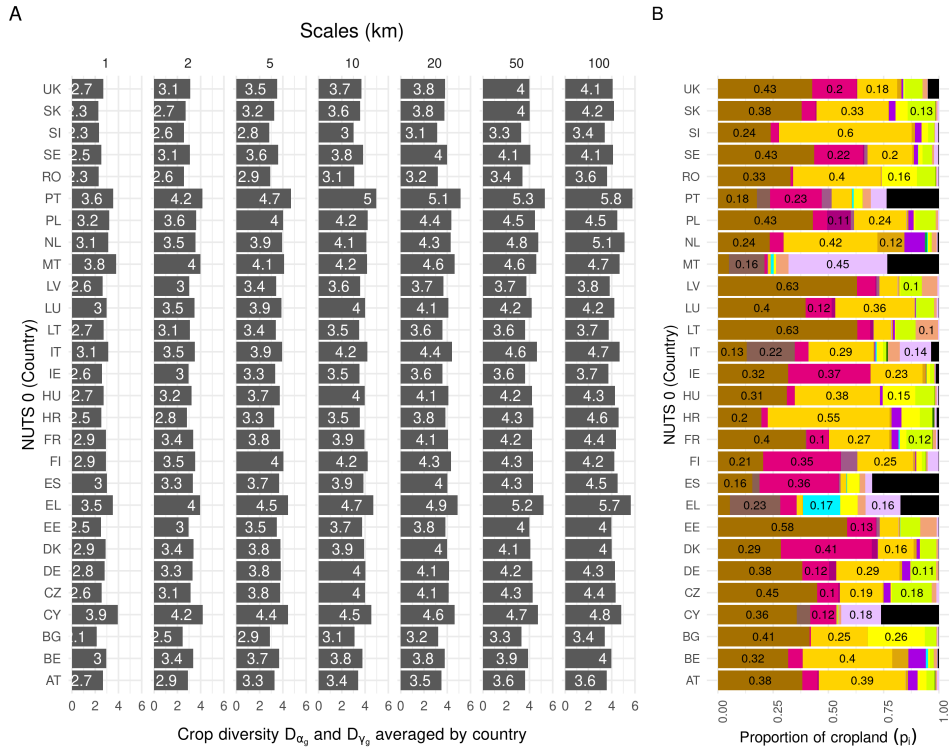 A
B
Scales (km)
1 2 5 10 20 50 100
UK 2.7 3.1 3.5 3.7 3.8 4 4.1 0.43 0.2 0.18
SK 2.3 2.7 3.2 3.6 3.8 4 4.2 0.38 0.33 0.13
SI 2.3 2.6 2.8 3 3.1 3.3 3.4 0.24 0.6
SE 2.5 3.1 3.6 3.8 4 4.1 4.1 0.43 0.22 0.2
RO 2.3 2.6 2.9 3.1 3.2 3.4 3.6 0.33 0.4 0.16
PT 3.6 4.2 4.7 5 5.1 5.3 5.8 0.18 0.23
PL 3.2 3.6 4 4.2 4.4 4.5 4.5 0.43 0.11 0.24
NL 3.1 3.5 3.9 4.1 4.3 4.8 5.1 0.24 0.42 0.12
MT 3.8 4 4.1 4.2 4.6 4.6 4.7 0.16 0.45
LV 2.6 3 3.4 3.6 3.7 3.7 3.8 0.63 0.1
LU 3 3.5 3.9 4 4.1 4.2 4.2 0.4 0.12 0.36
LT 2.7 3.1 3.4 3.5 3.6 3.6 3.7 0.63 0.1
IT 3.1 3.5 3.9 4.2 4.4 4.6 4.7 0.13 0.22 0.29 0.14
IE 2.6 3 3.3 3.5 3.6 3.6 3.7 0.32 0.37 0.23
HU 2.7 3.2 3.7 4 4.1 4.2 4.3 0.31 0.38 0.15
HR 2.5 2.8 3.3 3.5 3.8 4.3 4.6 0.2 0.55
FR 2.9 3.4 3.8 3.9 4.1 4.2 4.4 0.4 0.1 0.27 0.12
FI 2.9 3.5 4 4.2 4.3 4.3 4.2 0.21 0.35 0.25
ES 3 3.3 3.7 3.9 4 4.3 4.5 0.16 0.36
EL 3.5 4 4.5 4.7 4.9 5.2 5.7 0.23 0.17 0.16
EE 2.5 3 3.5 3.7 3.8 4 4 0.58 0.13
DK 2.9 3.4 3.8 3.9 4 4.1 4 0.29 0.41 0.16
DE 2.8 3.3 3.8 4 4.1 4.2 4.3 0.38 0.12 0.29 0.11
CZ 2.6 3.1 3.8 4 4.1 4.3 4.4 0.45 0.1 0.19 0.18
CY 3.9 4.2 4.4 4.5 4.6 4.7 4.8 0.36 0.12 0.18
BG 2.1 2.5 2.9 3.1 3.2 3.3 3.4 0.41 0.25 0.26
BE 3 3.4 3.7 3.8 3.8 3.9 4 0.32 0.4
AT 2.7 2.9 3.3 3.4 3.5 3.6 3.6 0.38 0.39
NUTS 0 (Country)
NUTS 0 (Country)
0 2 4 6 0 2 4 6 0 2 4 6 0 2 4 6 0 2 4 6 0 2 4 6 0 2 4 6
0.00 0.25 0.50 0.75 1.00
Crop diversity Dαg and Dγg averaged by country
Proportion of cropland (pi)